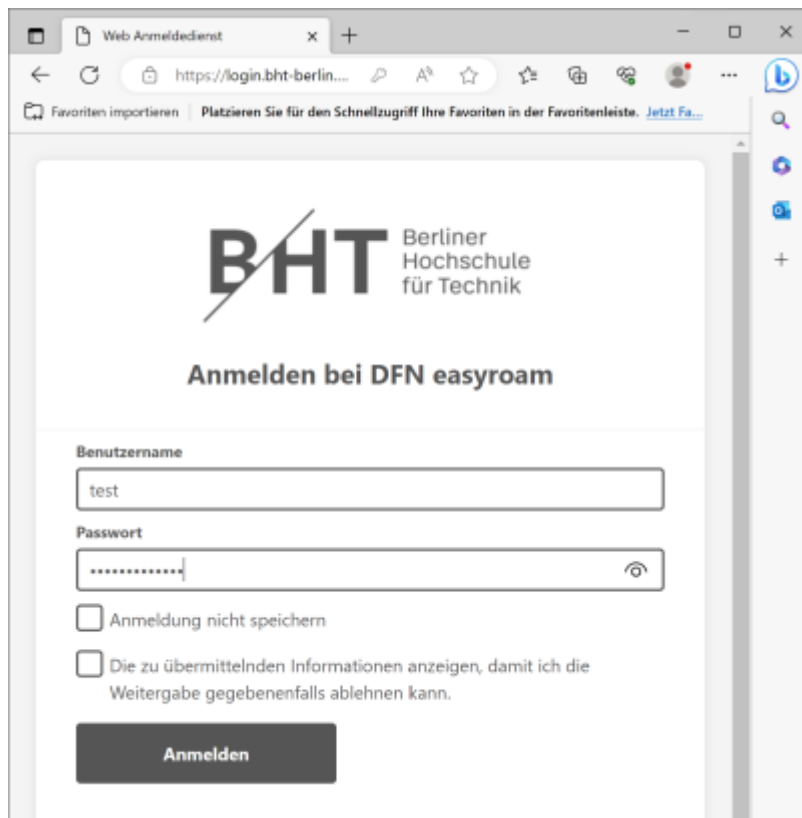 Web Anmeldedienst
https://login.bht-berlin....
Favoriten importieren Platzieren Sie für den Schnellzugriff Ihre Favoriten in der Favoritenleiste. Jetzt Fa...
BHT
Berliner
Hochschule
für Technik
Anmelden bei DFN easyroam
Benutzername
test
Passwort
•••••••••••••
Anmeldung nicht speichern
Die zu übermittelnden Informationen anzeigen, damit ich die
Weitergabe gegebenenfalls ablehnen kann.
Anmelden